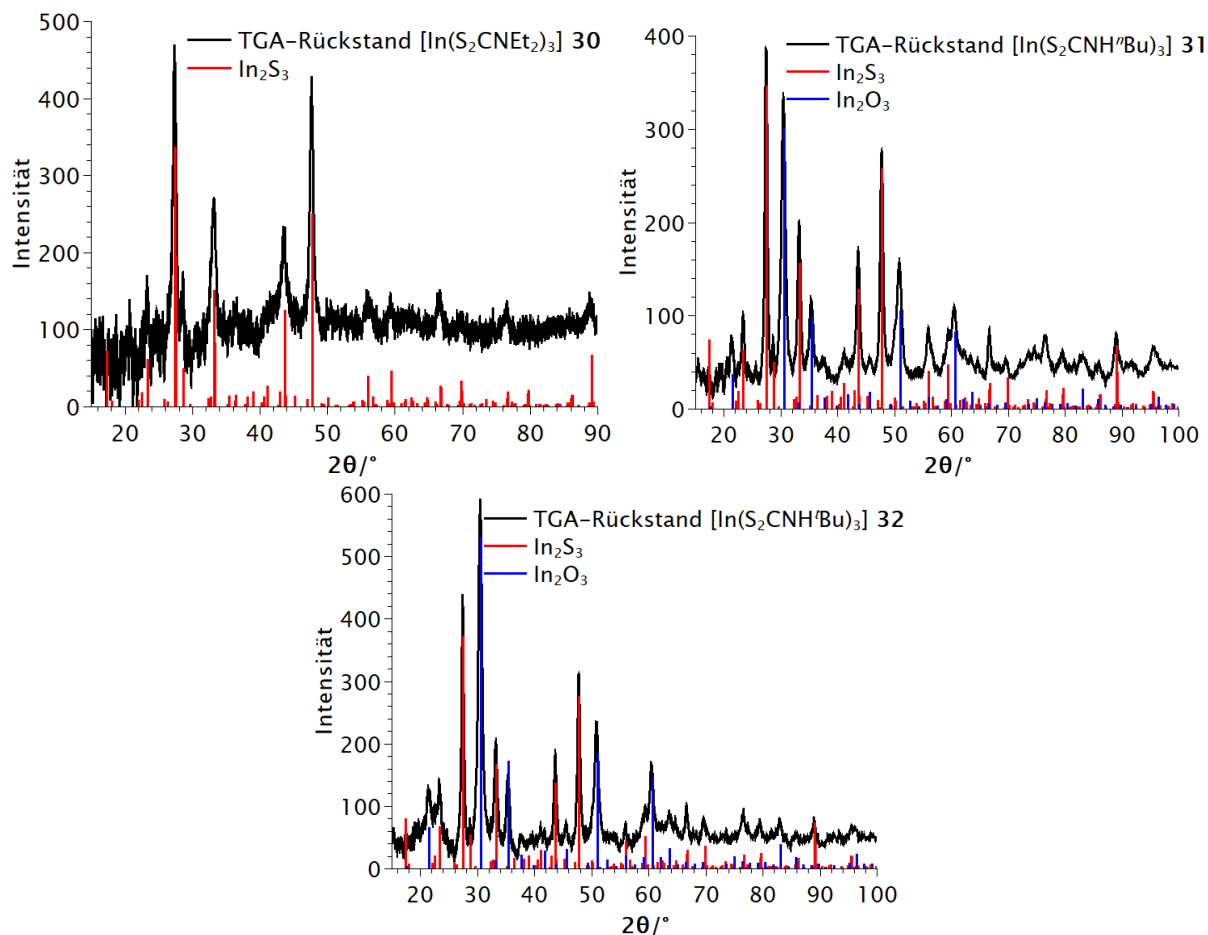 500
400
300
200
100
0
Intensität
TGA–Rückstand [In(S₂CNEt₂)₃] 30
In₂S₃
20 30 40 50 60 70 80 90
2θ/°
400
300
200
100
0
Intensität
TGA–Rückstand [In(S₂CNHⁿBu)₃] 31
In₂S₃
In₂O₃
20 30 40 50 60 70 80 90 100
2θ/°
600
500
400
300
200
100
0
Intensität
TGA–Rückstand [In(S₂CNHᵗBu)₃] 32
In₂S₃
In₂O₃
20 30 40 50 60 70 80 90 100
2θ/°